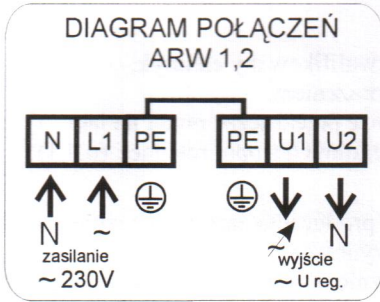 DIAGRAM POŁĄCZEŃ
ARW 1,2
N L1 PE PE U1 U2
N ~ ~ N
zasilanie wyjście
~ 230V ~ U reg.